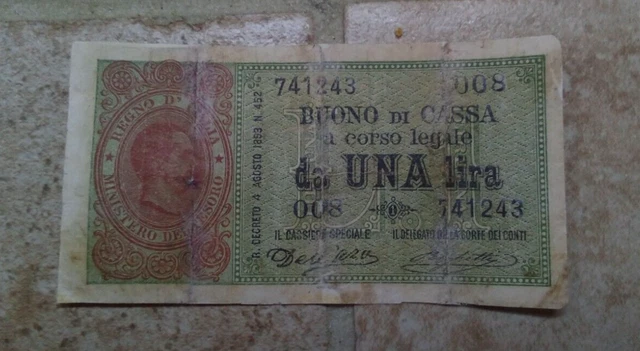 REGNO D'ITALIA
MINISTERO DEL TESORO
R. DECRETO 4 AGOSTO 1893 N. 452
741243 008
BUONO DI CASSA
a corso legale
da UNA lira
008 741243
IL CASSIERE SPECIALE IL DELEGATO DELLA CORTE DEI CONTI